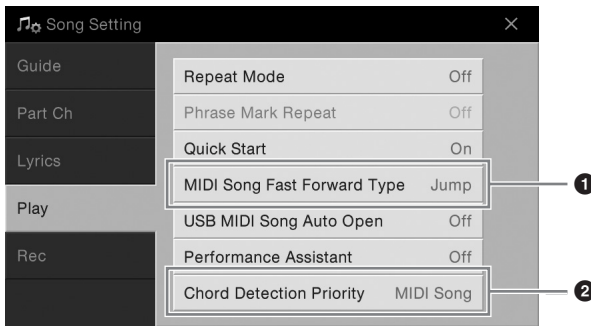 Song Setting
Guide
Part Ch
Lyrics
Play
Rec
Repeat Mode Off
Phrase Mark Repeat Off
Quick Start On
MIDI Song Fast Forward Type Jump
1
USB MIDI Song Auto Open Off
Performance Assistant Off
Chord Detection Priority MIDI Song
2